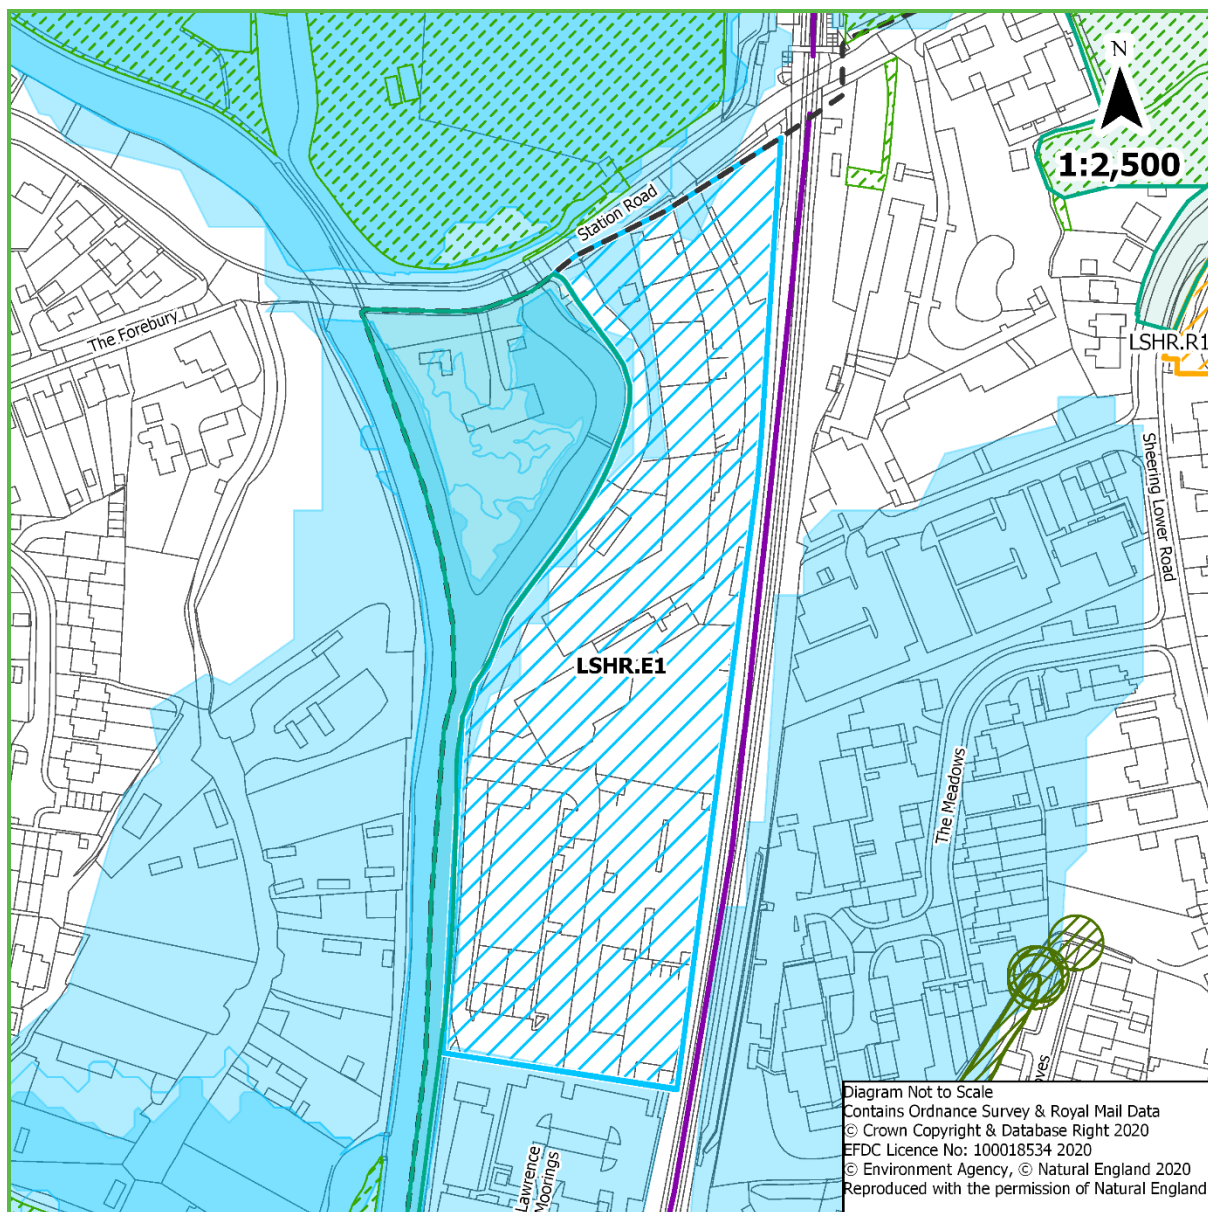 N
1:2,500
Station Road
The Forebury
LSHR.R1
Sheering Lower Road
LSHR.E1
The Meadows
Lawrence
Moorings
Diagram Not to Scale
Contains Ordnance Survey & Royal Mail Data
© Crown Copyright & Database Right 2020
EFDC Licence No: 100018534 2020
© Environment Agency, © Natural England 2020
Reproduced with the permission of Natural England